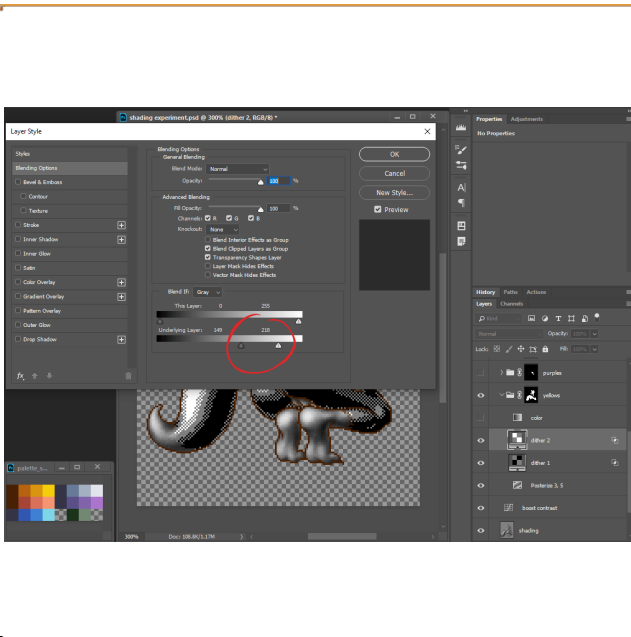 shading experiment.psd @ 300% (dither 2, RGB/8) *
Layer Style
Styles
Blending Options
Bevel & Emboss
Contour
Texture
Stroke
Inner Shadow
Inner Glow
Satin
Color Overlay
Gradient Overlay
Pattern Overlay
Outer Glow
Drop Shadow
fx
Blending Options
General Blending
Blend Mode: Normal
Opacity: 100 %
Advanced Blending
Fill Opacity: 100 %
Channels: R G B
Knockout: None
Blend Interior Effects as Group
Blend Clipped Layers as Group
Transparency Shapes Layer
Layer Mask Hides Effects
Vector Mask Hides Effects
Blend If: Gray
This Layer: 0 255
Underlying Layer: 149 218
OK
Cancel
New Style...
Preview
Properties Adjustments
No Properties
History Paths Actions
Layers Channels
Kind
Normal Opacity: 100%
Lock: Fill: 100%
purples
yellows
color
dither 2
dither 1
Posterize 3, 5
boost contrast
shading
palette_s...
300% Doc: 108.8K/1.17M